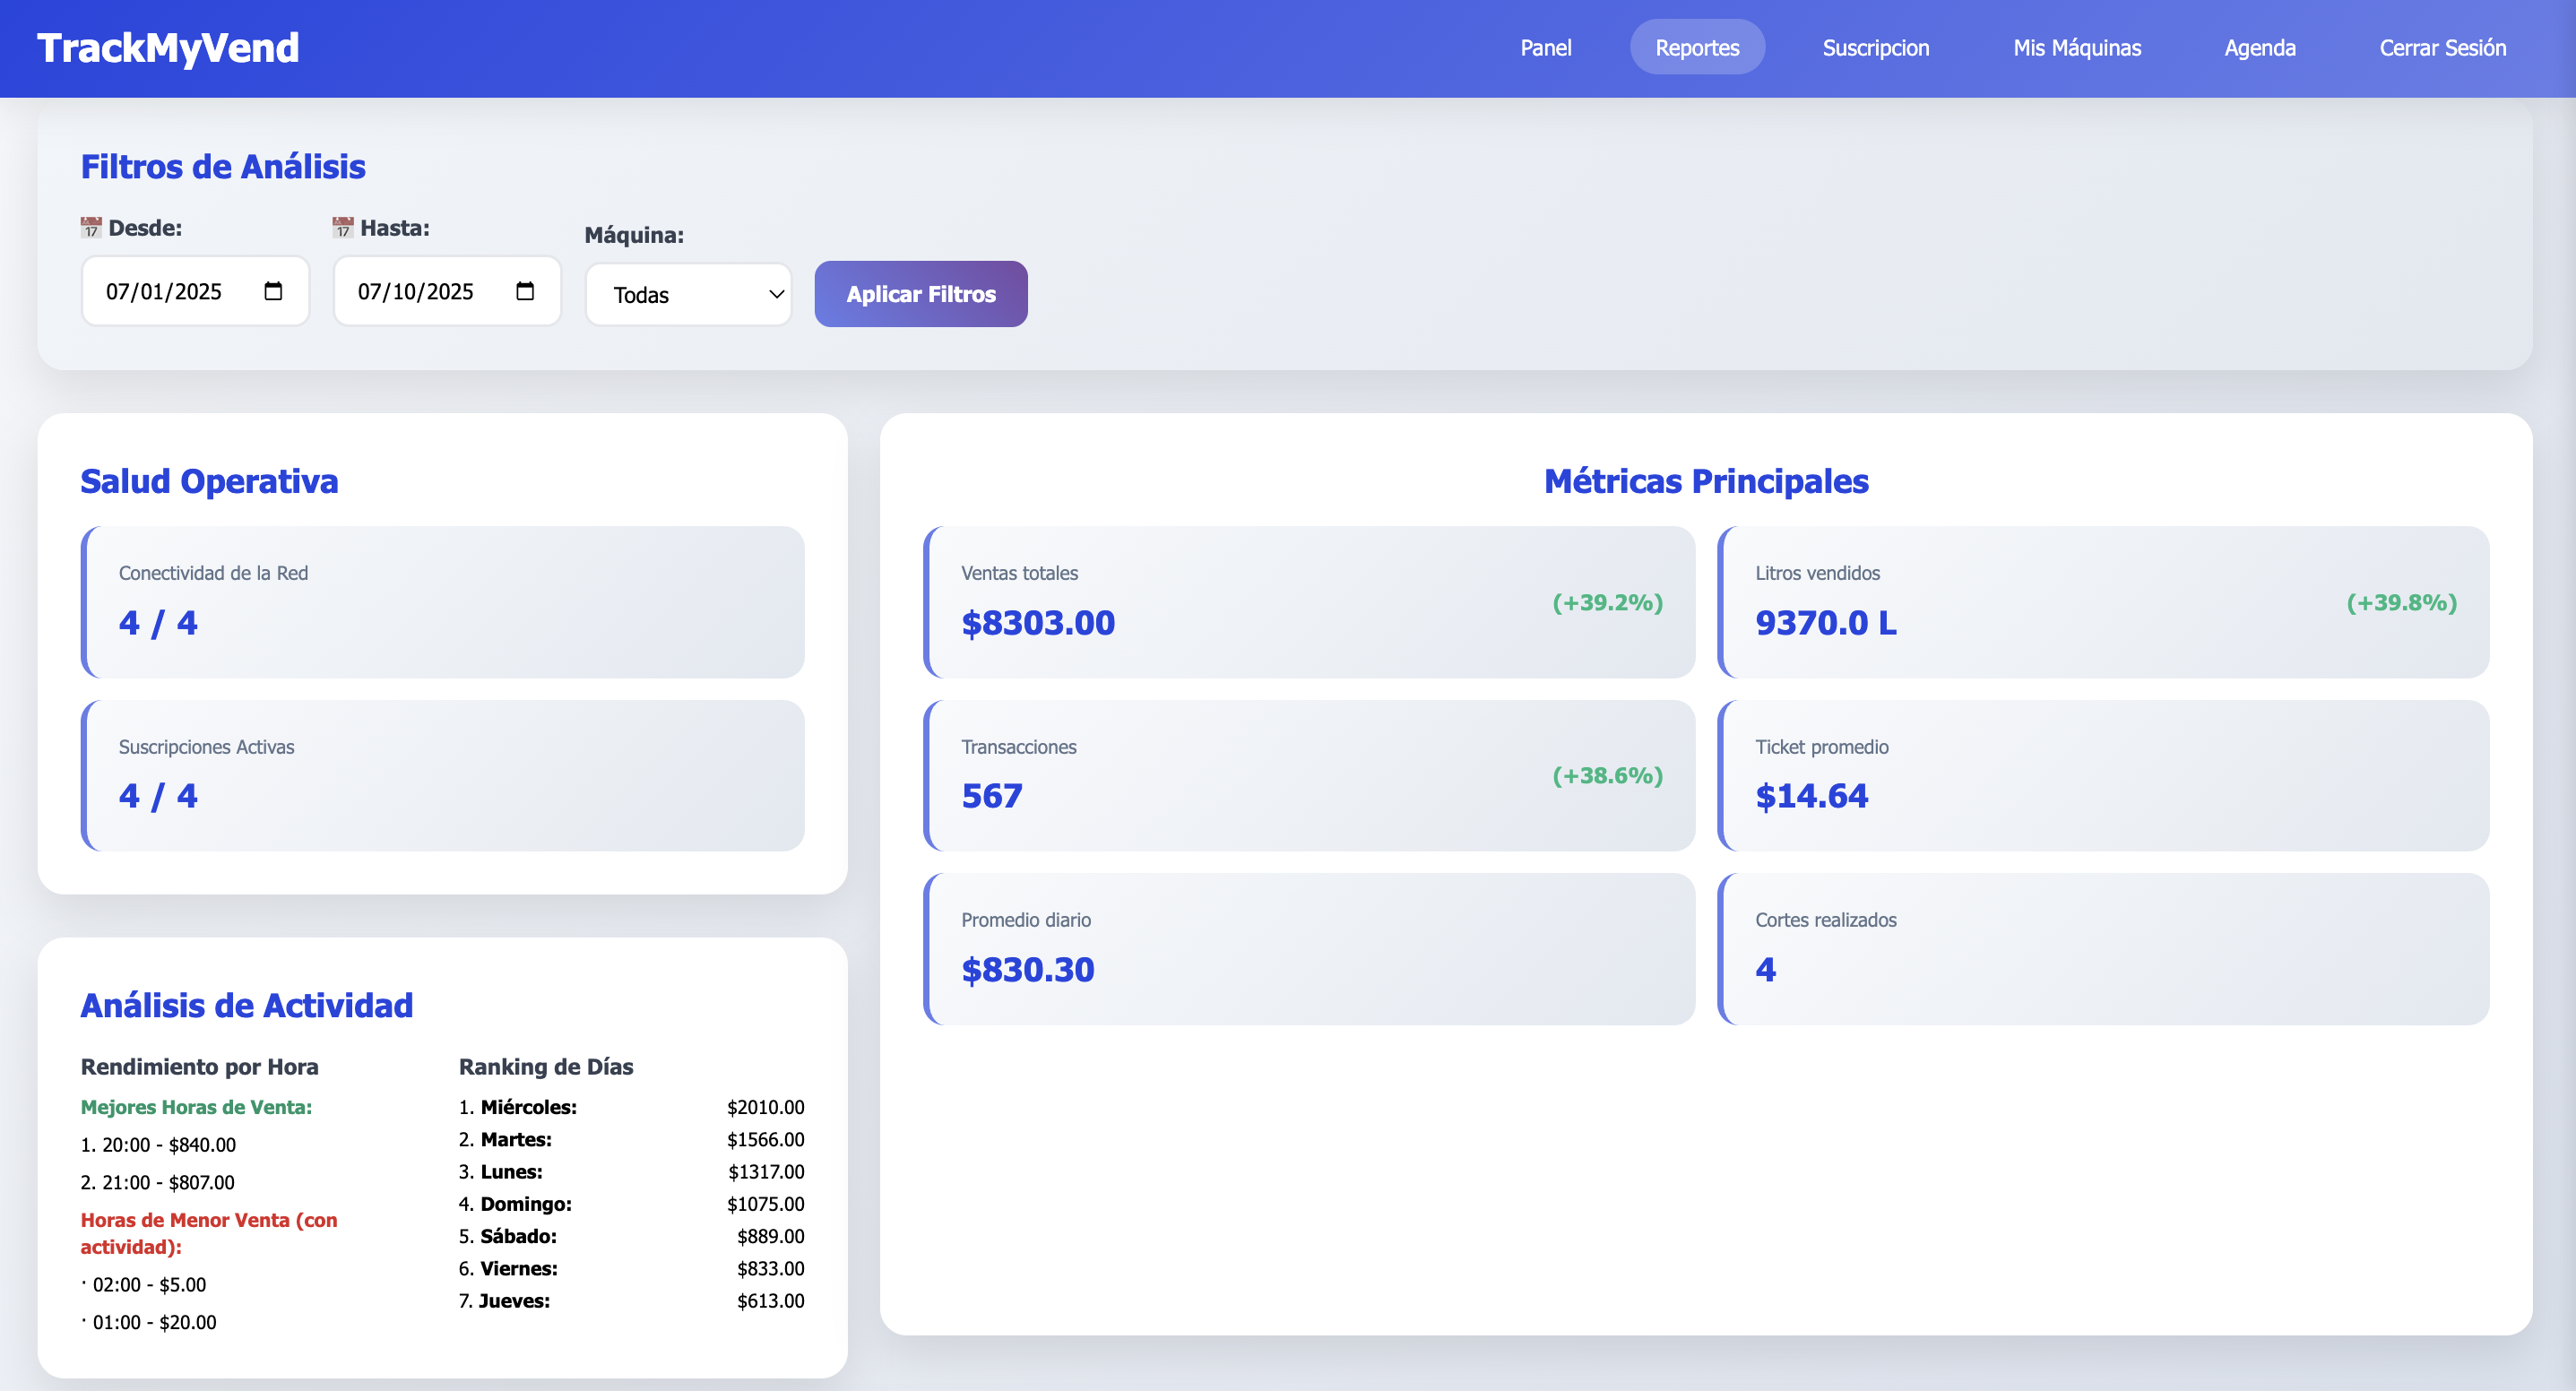 TrackMyVend
Panel
Reportes
Suscripcion
Mis Máquinas
Agenda
Cerrar Sesión
Filtros de Análisis
17 Desde:
17 Hasta:
Máquina:
07/01/2025
07/10/2025
Todas
Aplicar Filtros
Salud Operativa
Conectividad de la Red
4 / 4
Suscripciones Activas
4 / 4
Métricas Principales
Ventas totales
$8303.00
(+39.2%)
Litros vendidos
9370.0 L
(+39.8%)
Transacciones
567
(+38.6%)
Ticket promedio
$14.64
Promedio diario
$830.30
Cortes realizados
4
Análisis de Actividad
Rendimiento por Hora
Mejores Horas de Venta:
1. 20:00 - $840.00
2. 21:00 - $807.00
Horas de Menor Venta (con
actividad):
· 02:00 - $5.00
· 01:00 - $20.00
Ranking de Días
1. Miércoles: $2010.00
2. Martes: $1566.00
3. Lunes: $1317.00
4. Domingo: $1075.00
5. Sábado: $889.00
6. Viernes: $833.00
7. Jueves: $613.00